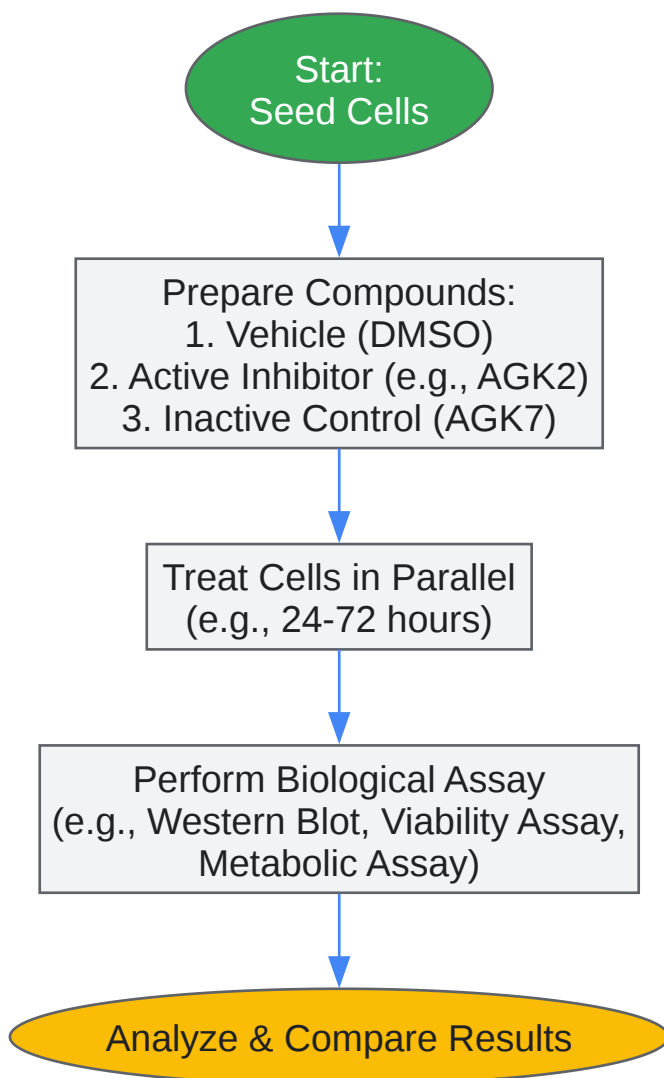 Start:
Seed Cells
Prepare Compounds:
1. Vehicle (DMSO)
2. Active Inhibitor (e.g., AGK2)
3. Inactive Control (AGK7)
Treat Cells in Parallel
(e.g., 24-72 hours)
Perform Biological Assay
(e.g., Western Blot, Viability Assay,
Metabolic Assay)
Analyze & Compare Results